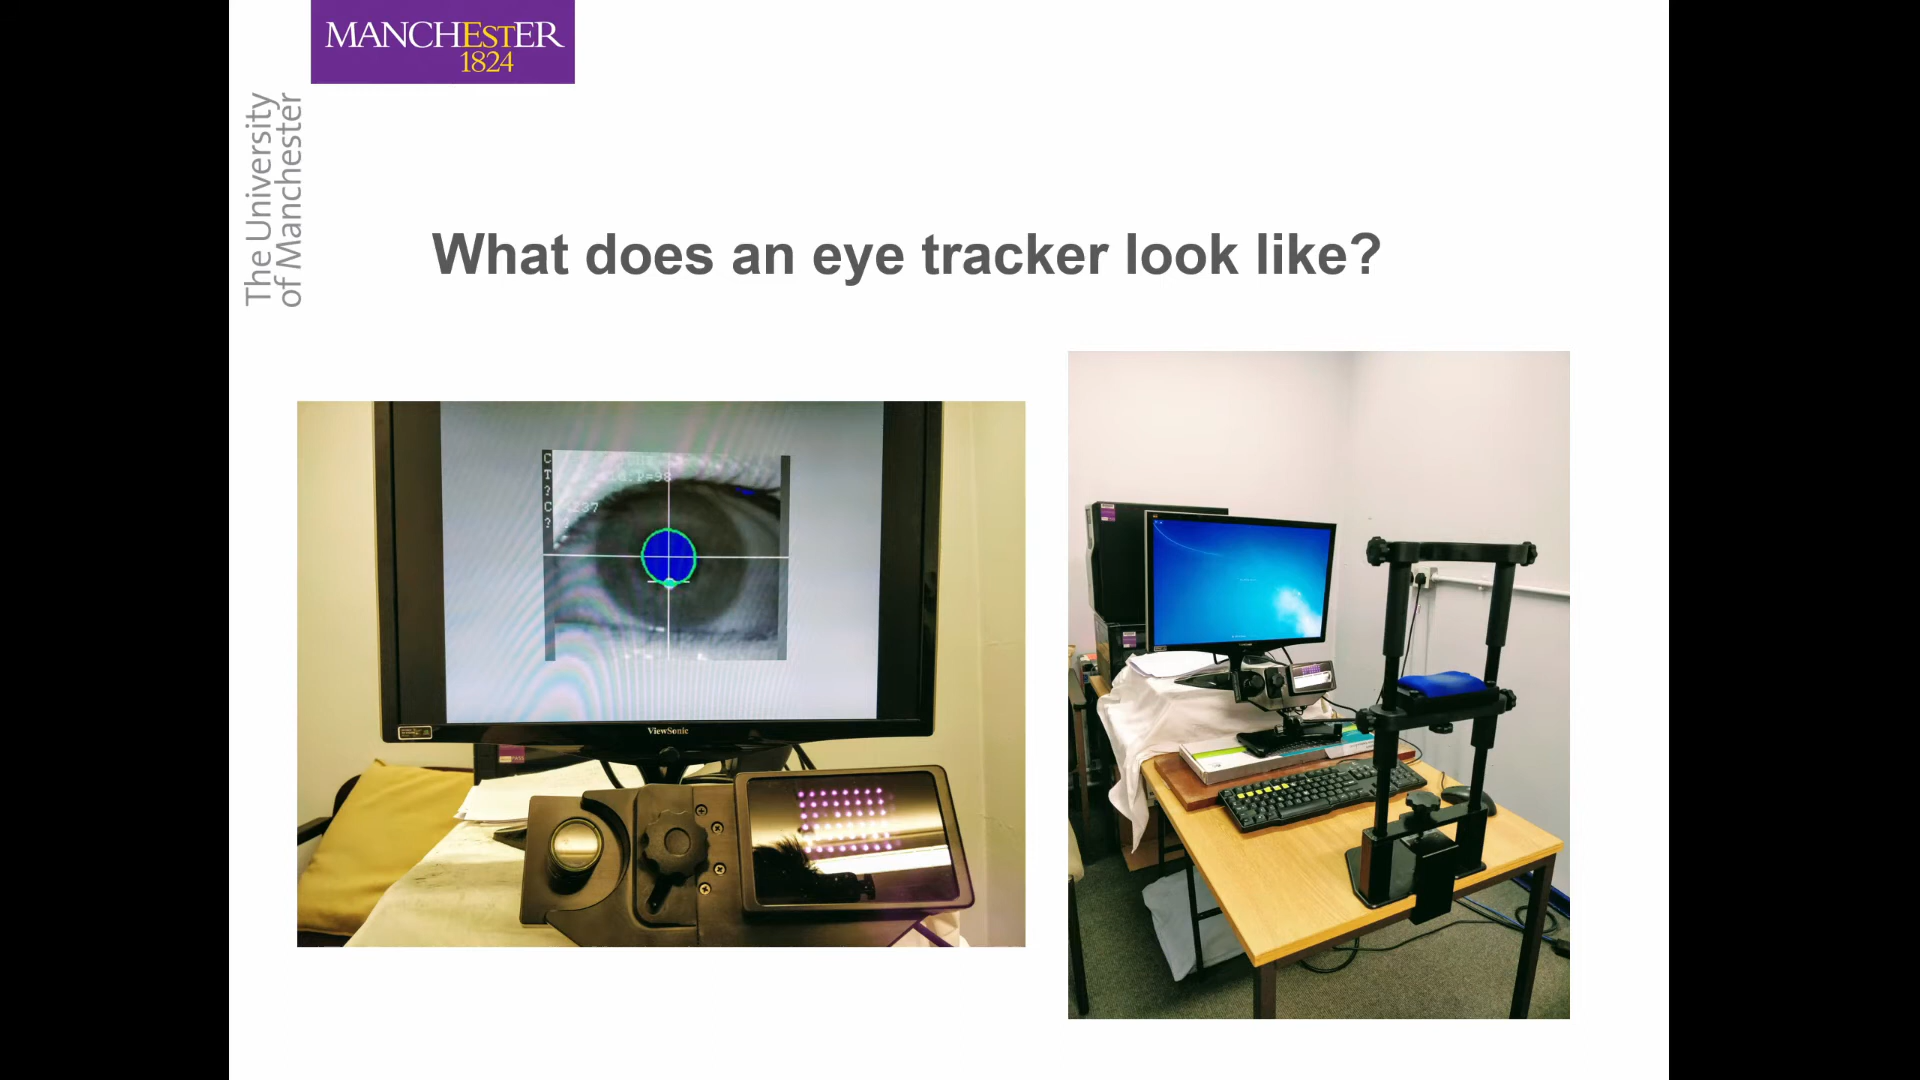 MANCHESTER
1824
The University
of Manchester
What does an eye tracker look like?
ViewSonic